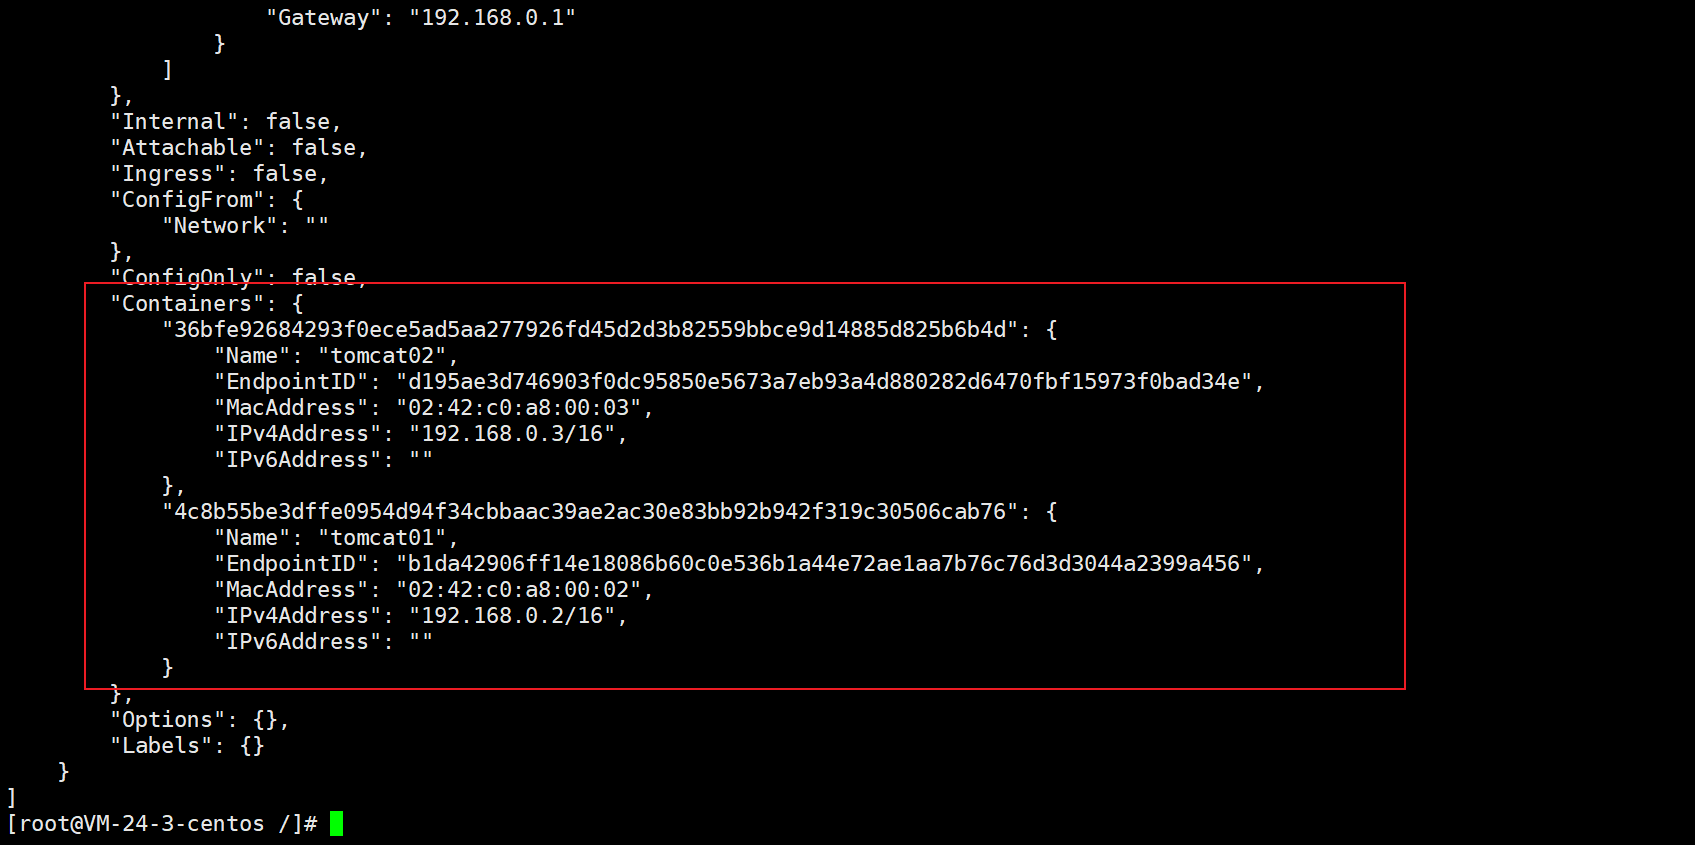 "Gateway": "192.168.0.1"
}
]
},
"Internal": false,
"Attachable": false,
"Ingress": false,
"ConfigFrom": {
"Network": ""
},
"ConfigOnly": false,
"Containers": {
"36bfe92684293f0ece5ad5aa277926fd45d2d3b82559bbce9d14885d825b6b4d": {
"Name": "tomcat02",
"EndpointID": "d195ae3d746903f0dc95850e5673a7eb93a4d880282d6470fbf15973f0bad34e",
"MacAddress": "02:42:c0:a8:00:03",
"IPv4Address": "192.168.0.3/16",
"IPv6Address": ""
},
"4c8b55be3dffe0954d94f34cbbaac39ae2ac30e83bb92b942f319c30506cab76": {
"Name": "tomcat01",
"EndpointID": "b1da42906ff14e18086b60c0e536b1a44e72ae1aa7b76c76d3d3044a2399a456",
"MacAddress": "02:42:c0:a8:00:02",
"IPv4Address": "192.168.0.2/16",
"IPv6Address": ""
}
},
"Options": {},
"Labels": {}
}
]
[root@VM-24-3-centos /]#